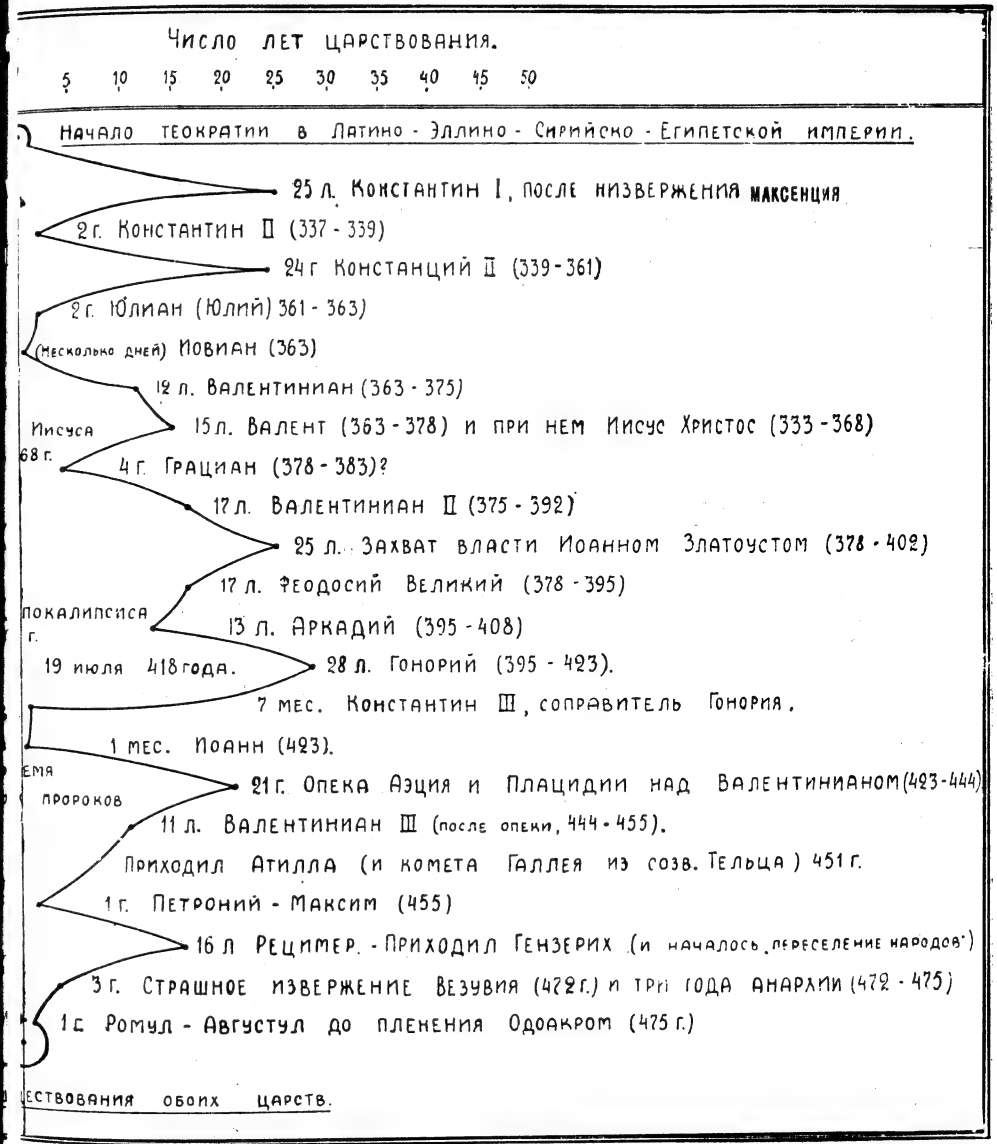 Число лет царствования.
5 10 15 20 25 30 35 40 45 50
Начало теократии в Латино - Эллино - Сирийско - Египетской империи.
25 л. Константин I, после низвержения Максенция
2 г. Константин II (337 - 339)
24 г Констанций II (339-361)
2 г. Юлиан (Юлий) 361 - 363)
(несколько дней) Иовиан (363)
12 л. Валентиниан (363 - 375)
Иисуса 15 л. Валент (363 - 378) и при нем Иисус Христос (333 - 368)
68 г. 4 г. Грациан (378 - 383)?
17 л. Валентиниан II (375 - 392)
25 л. Захват власти Иоанном Златоустом (378 - 402)
17 л. Феодосий Великий (378 - 395)
покалипсиса
г. 13 л. Аркадий (395 - 408)
19 июля 418 года. 28 л. Гонорий (395 - 423).
7 мес. Константин III, соправитель Гонория.
1 мес. Иоанн (423).
емя
21 г. Опека Аэция и Плацидии над Валентинианом (423-444)
пророков
11 л. Валентиниан III (после опеки, 444 - 455).
Приходил Атилла (и комета Галлея из созв. Тельца) 451 г.
1 г. Петроний - Максим (455)
16 л Рецимер. - Приходил Гензерих (и началось „переселение народов")
3 г. Страшное извержение Везувия (472 г.) и три года анархии (472 - 475)
1 г. Ромул - Августул до пленения Одоакром (475 г.)
ествования обоих царств.